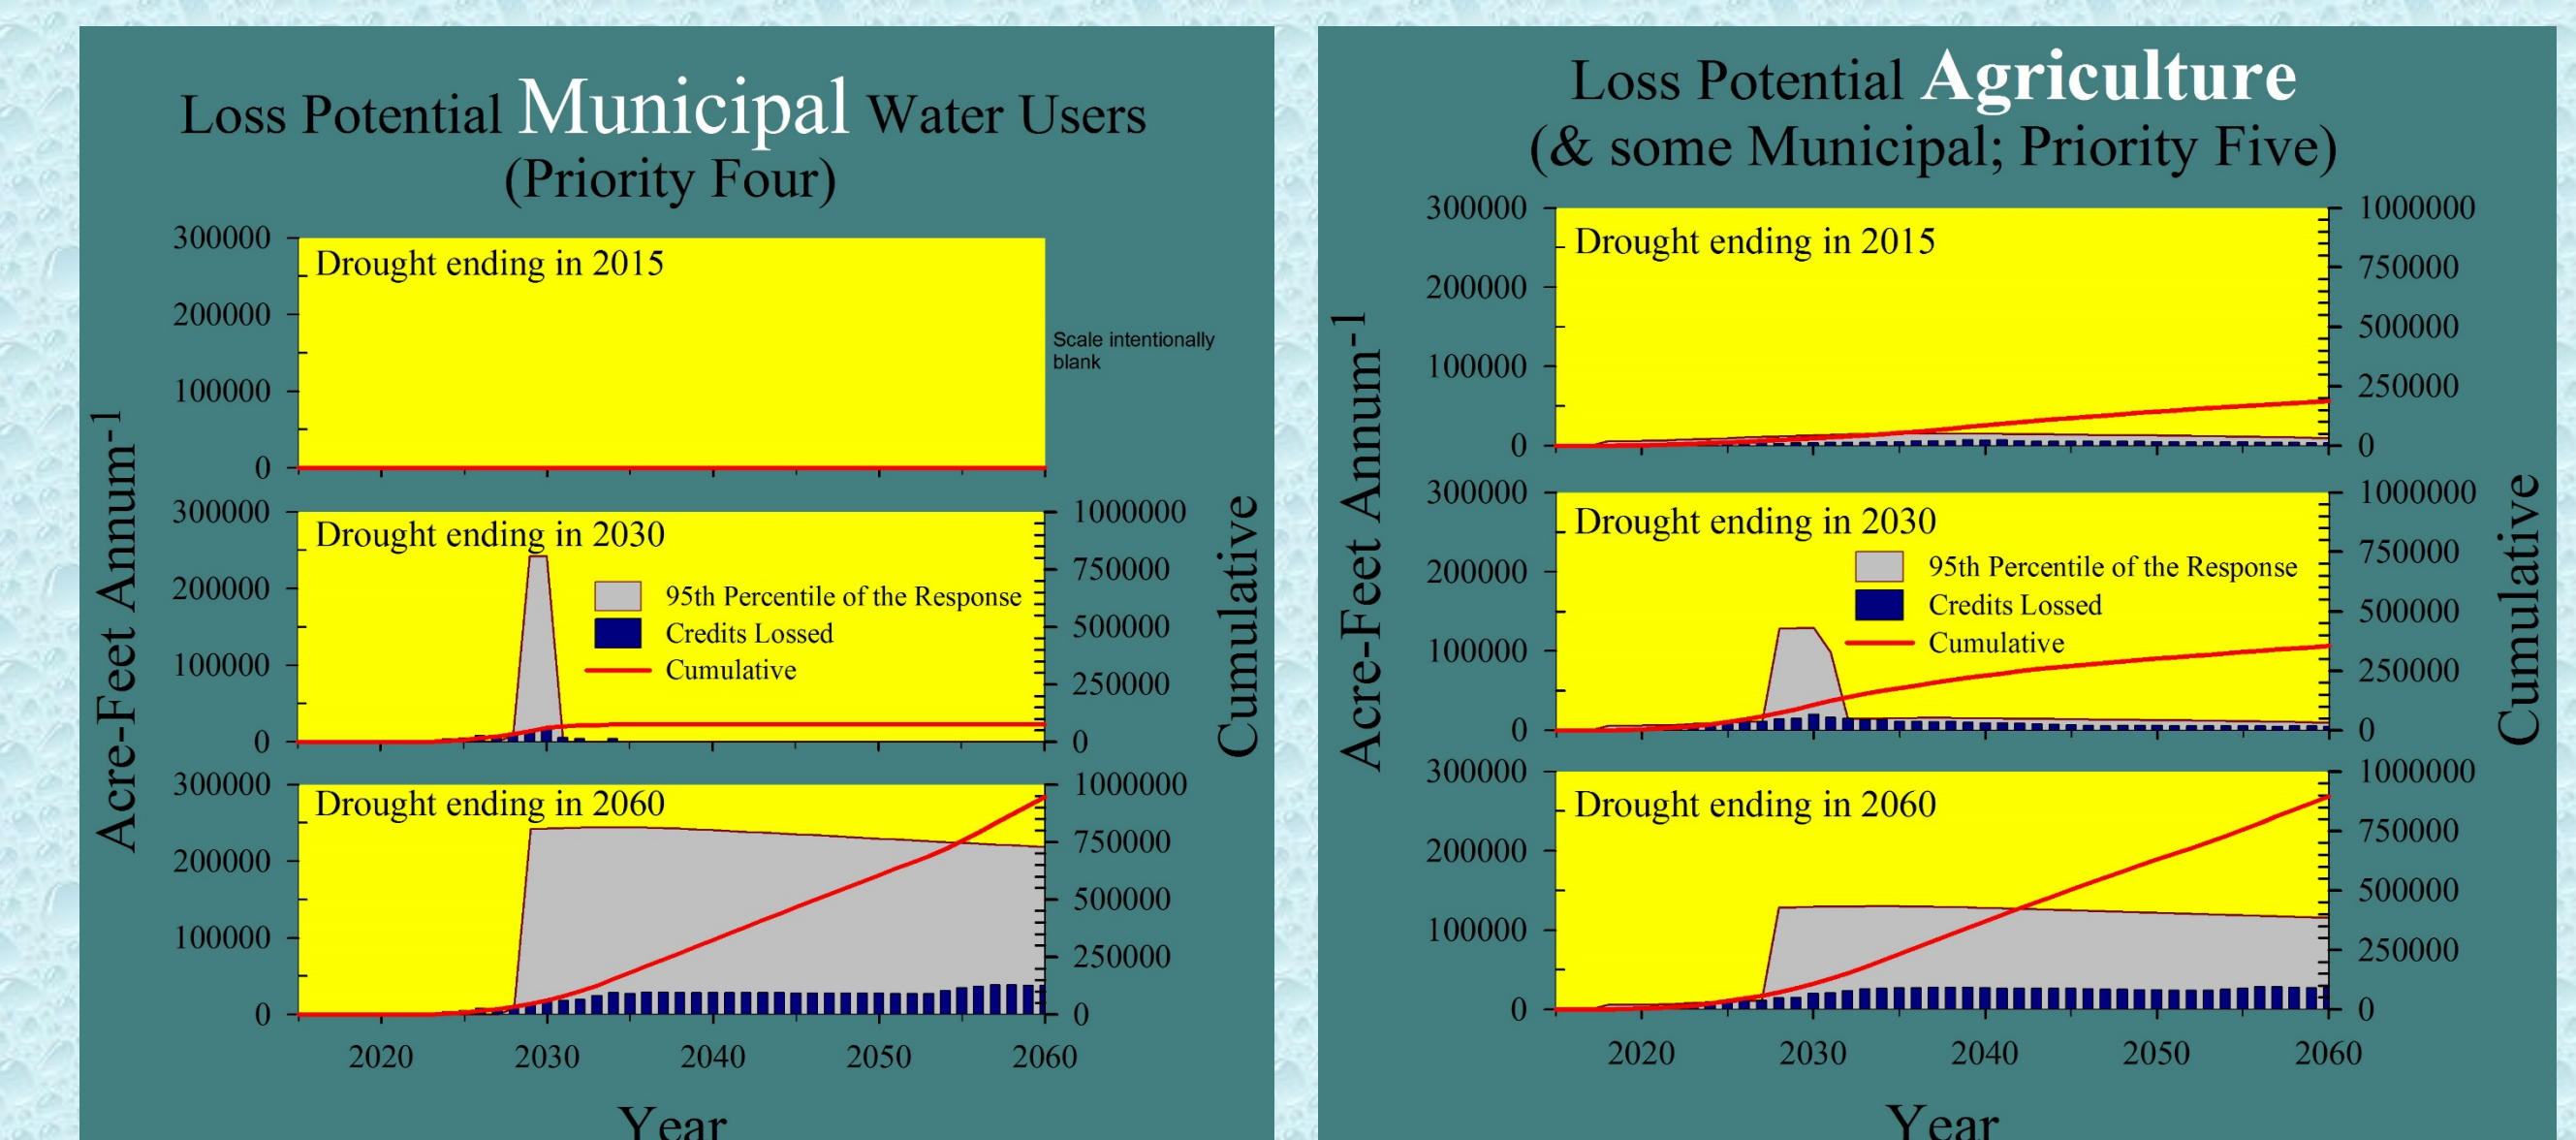 Loss Potential Municipal Water Users
(Priority Four)
Acre-Feet Annum-1
300000
200000
100000
0
Drought ending in 2015
Scale intentionally
blank
300000
200000
100000
0
Drought ending in 2030
95th Percentile of the Response
Credits Lossed
Cumulative
1000000
750000
500000
250000
0
Cumulative
300000
200000
100000
0
Drought ending in 2060
1000000
750000
500000
250000
0
2020 2030 2040 2050 2060
Year
Loss Potential Agriculture
(& some Municipal; Priority Five)
Acre-Feet Annum-1
300000
200000
100000
0
Drought ending in 2015
1000000
750000
500000
250000
0
300000
200000
100000
0
Drought ending in 2030
95th Percentile of the Response
Credits Lossed
Cumulative
1000000
750000
500000
250000
0
Cumulative
300000
200000
100000
0
Drought ending in 2060
1000000
750000
500000
250000
0
2020 2030 2040 2050 2060
Year